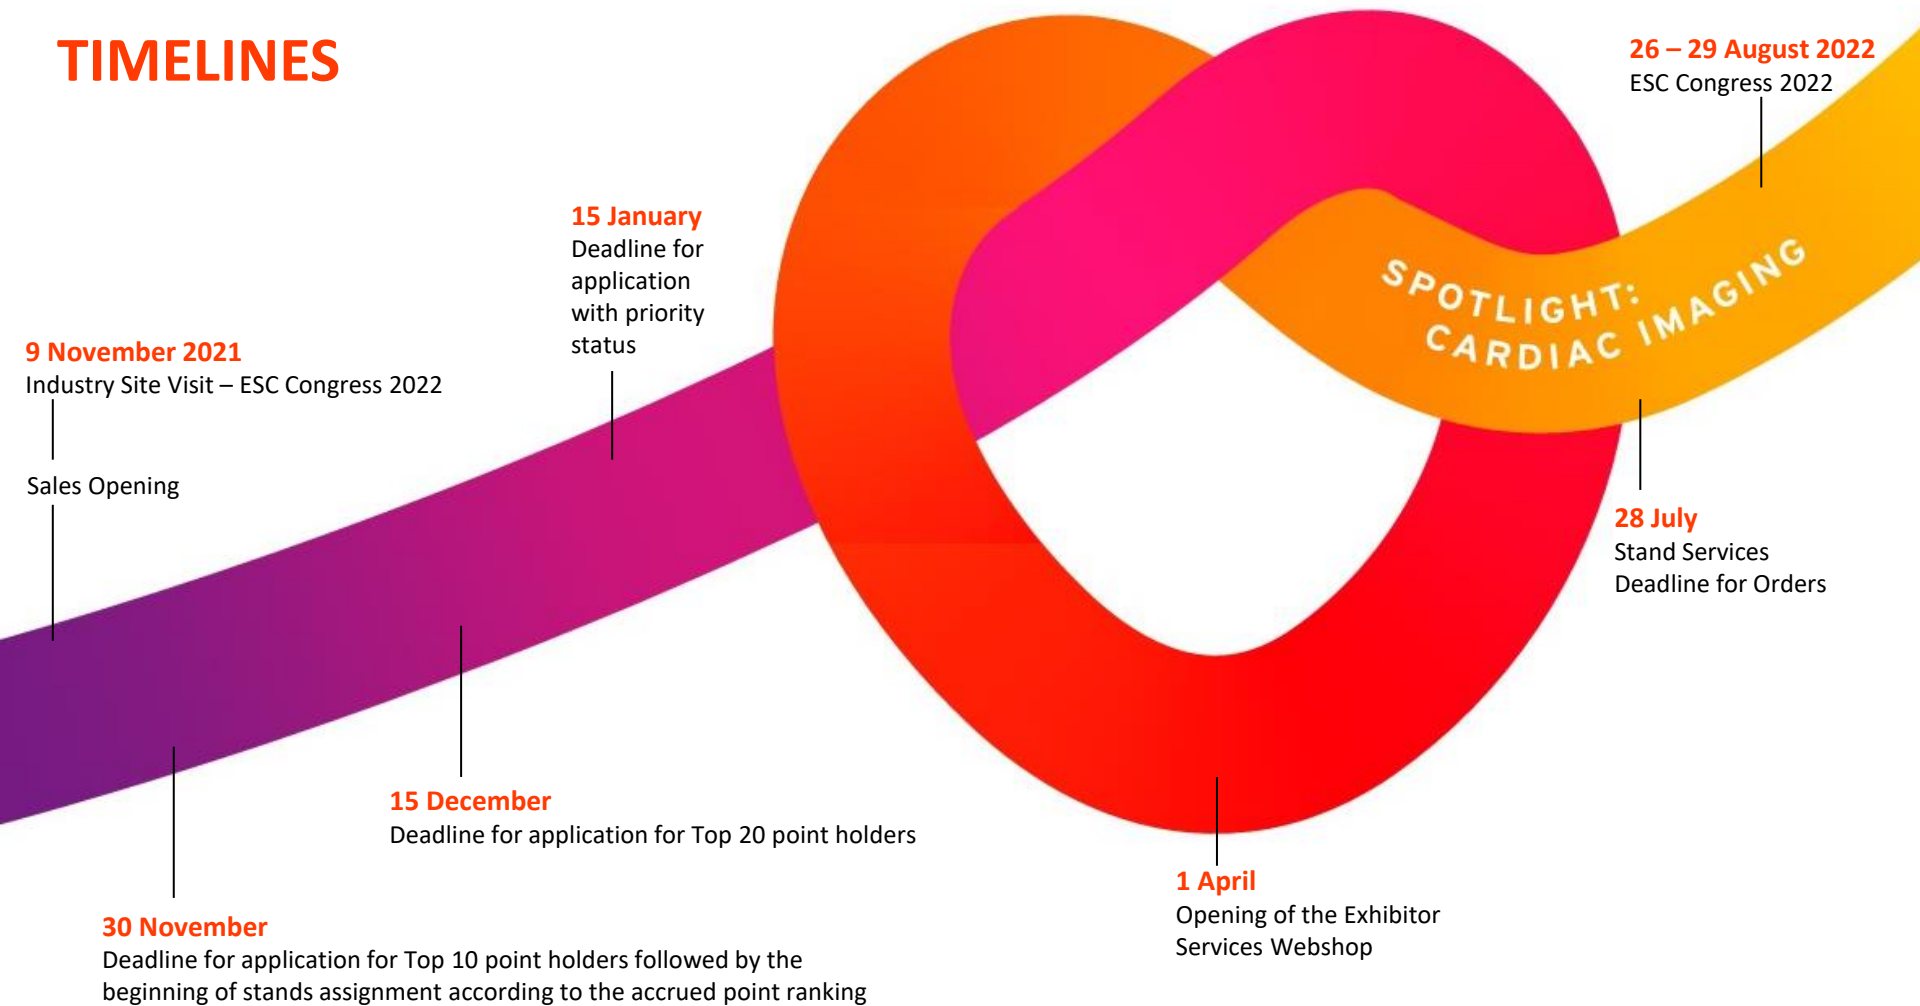 TIMELINES
9 November 2021
Industry Site Visit – ESC Congress 2022
Sales Opening
30 November
Deadline for application for Top 10 point holders followed by the
beginning of stands assignment according to the accrued point ranking
15 December
Deadline for application for Top 20 point holders
15 January
Deadline for
application
with priority
status
1 April
Opening of the Exhibitor
Services Webshop
28 July
Stand Services
Deadline for Orders
26 – 29 August 2022
ESC Congress 2022
SPOTLIGHT:
CARDIAC IMAGING